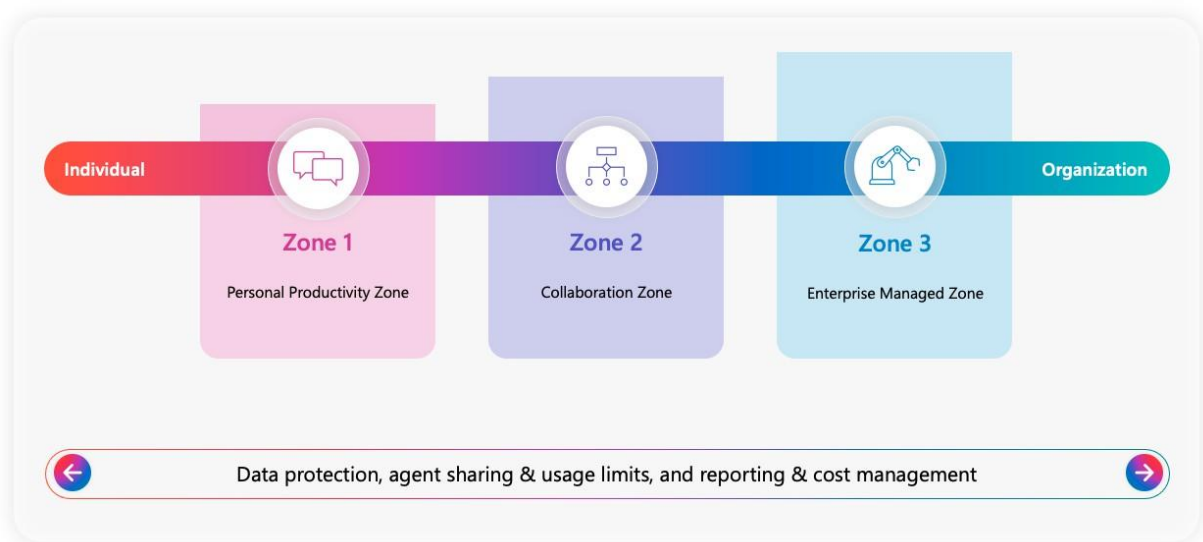 Individual
Organization
Zone 1
Personal Productivity Zone
Zone 2
Collaboration Zone
Zone 3
Enterprise Managed Zone
Data protection, agent sharing & usage limits, and reporting & cost management